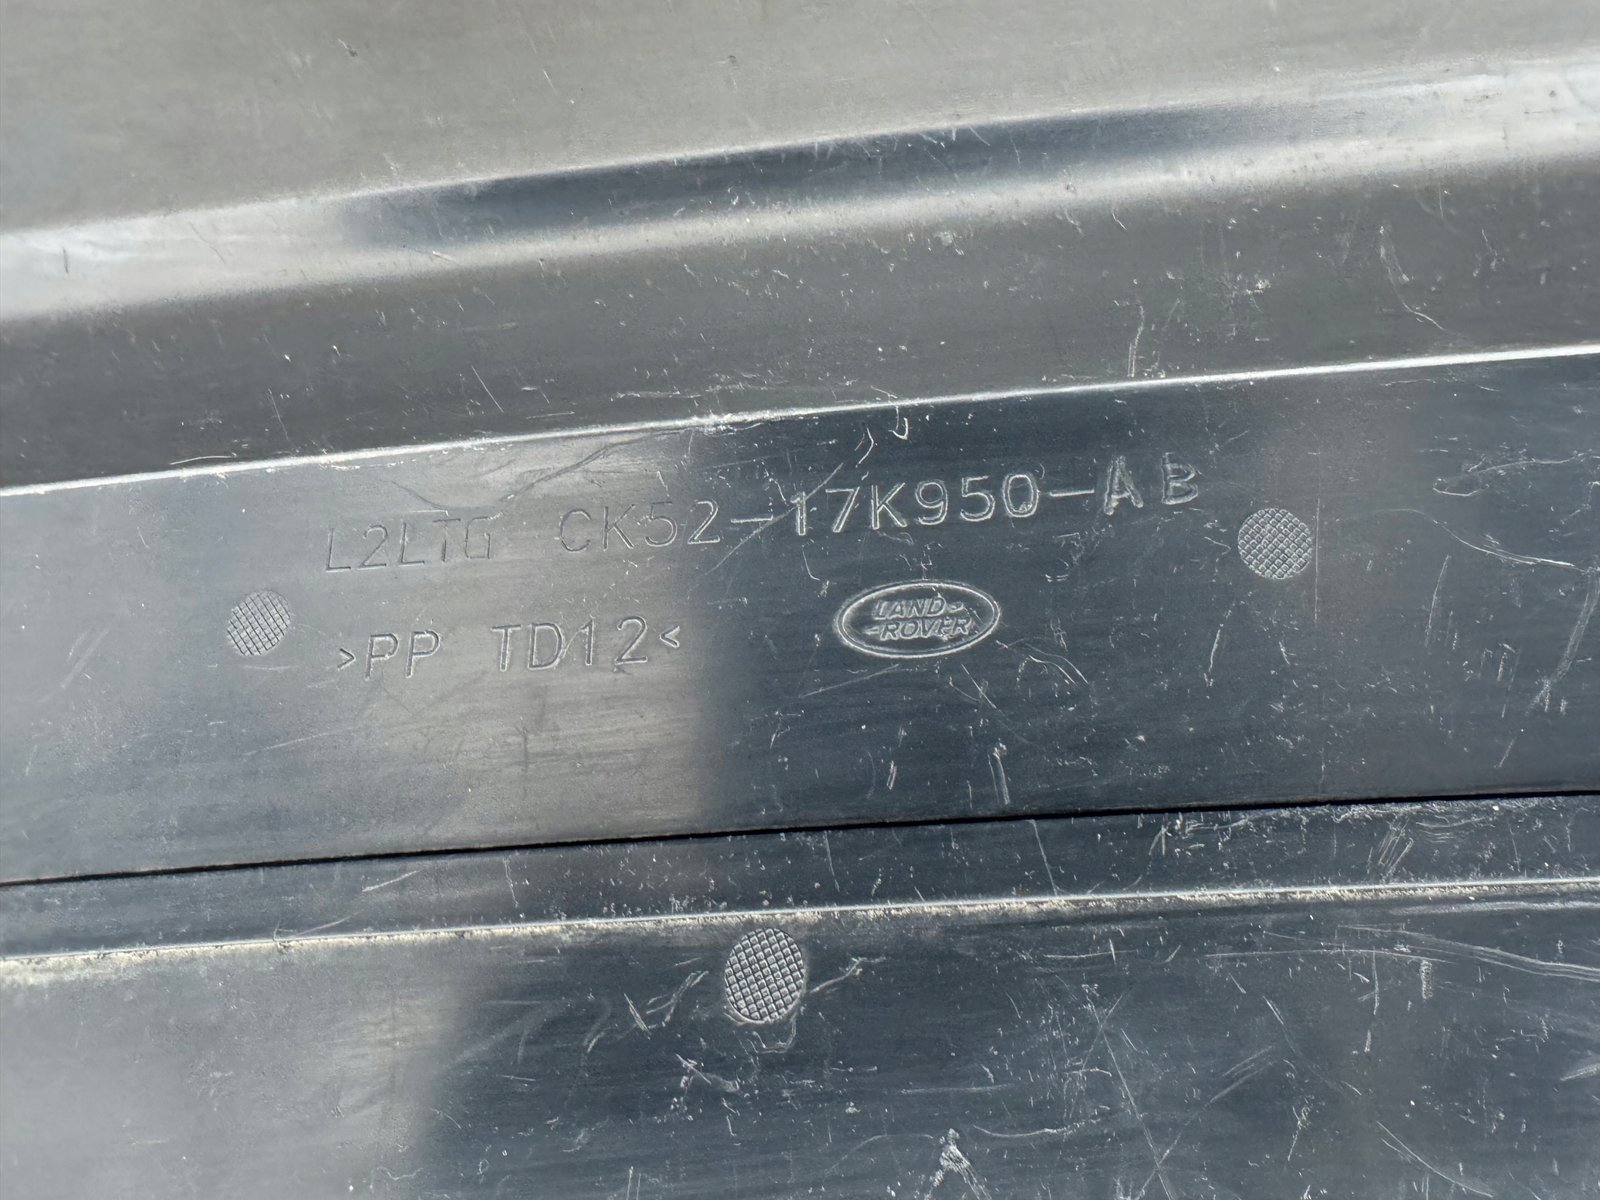 L2LTG CK52-17K950-AB
>PP TD12<
LAND-
-ROVER